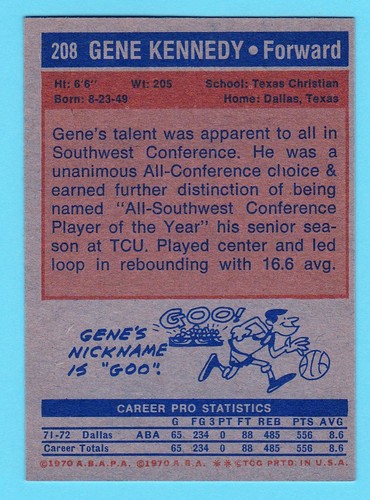 208 GENE KENNEDY • Forward
Ht: 6'6" Wt: 205 School: Texas Christian
Born: 8-23-49 Home: Dallas, Texas
Gene's talent was apparent to all in
Southwest Conference. He was a
unanimous All-Conference choice &
earned further distinction of being
named "All-Southwest Conference
Player of the Year" his senior sea-
son at TCU. Played center and led
loop in rebounding with 16.6 avg.
GOO!
GENE'S
NICKNAME
IS "GOO".
CAREER PRO STATISTICS
G FG 3PT FT REB PTS AVG
71-72 Dallas ABA 65 234 0 88 485 556 8.6
Career Totals 65 234 0 88 485 556 8.6
©1970 A.B.A.P.A. ©1970 A.B.A. ✻✻©TCG PRTD. IN U.S.A.